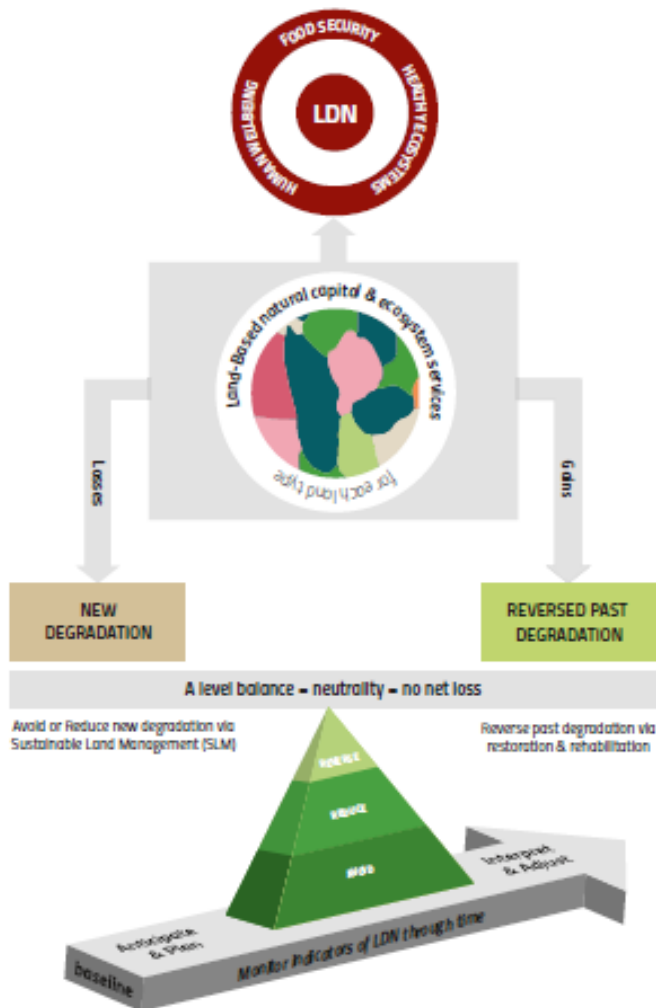 FOOD SECURITY
HUMAN WELLBEING
HEALTHY ECOSYSTEMS
LDN
Land-Based natural capital & ecosystem services
for each land type
Losses
Gains
NEW
DEGRADATION
REVERSED PAST
DEGRADATION
A level balance = neutrality = no net loss
Avoid or Reduce new degradation via
Sustainable Land Management (SLM)
Reverse past degradation via
restoration & rehabilitation
REVERSE
REDUCE
AVOID
Interpret
& Adjust
Anticipate
& Plan
Monitor Indicators of LDN through time
baseline